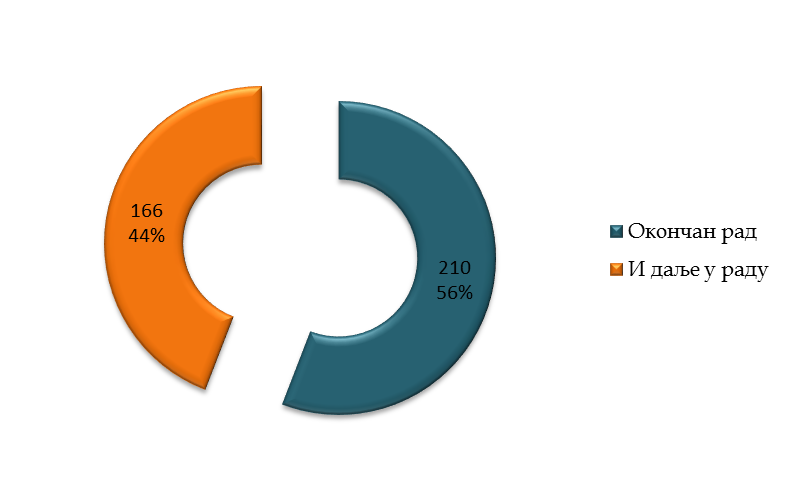 166
44%
210
56%
Окончан рад
И даље у раду